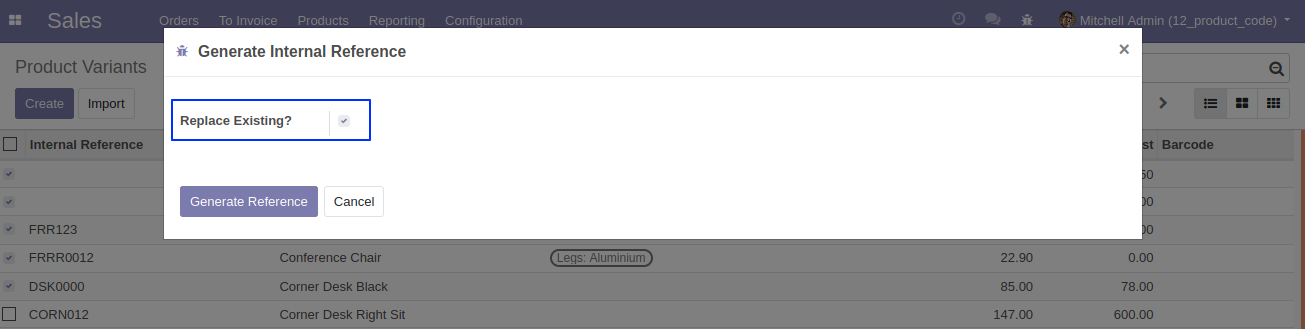 Sales Orders To Invoice Products Reporting Configuration Mitchell Admin (12_product_code)
Generate Internal Reference ×
Product Variants
Create Import
Replace Existing?
Internal Reference st Barcode
50
00
Generate Reference Cancel
FRR123 00
FRRR0012 Conference Chair Legs: Aluminium 22.90 0.00
DSK0000 Corner Desk Black 85.00 78.00
CORN012 Corner Desk Right Sit 147.00 600.00